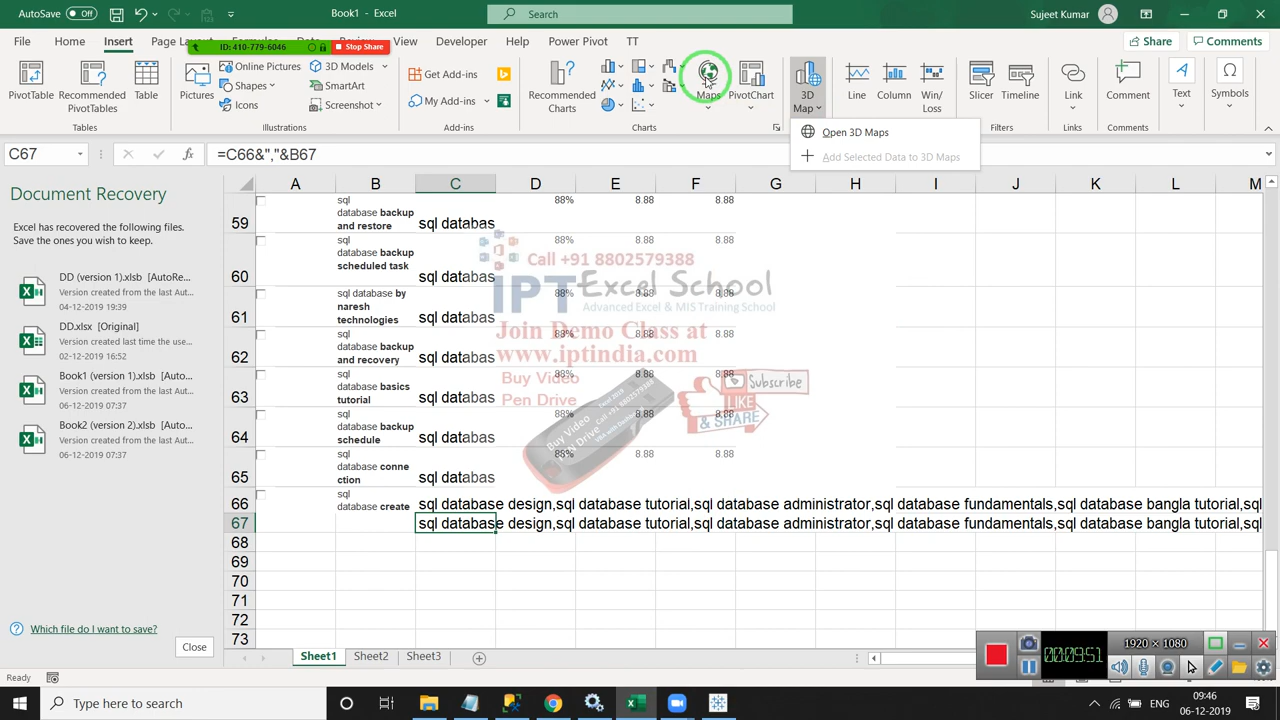 AutoSave Off Book1 - Excel Search Sujeet Kumar
File Home Insert Page Layout Data View Developer Help Power Pivot TT Share Comments
ID: 410-779-6046 Stop Share
PivotTable Recommended PivotTables Table Tables
Pictures Online Pictures Shapes Icons 3D Models SmartArt Screenshot Illustrations
Get Add-ins My Add-ins Add-ins
Recommended Charts Maps PivotChart Charts
3D Map Line Column Win/Loss
Slicer Timeline Filters
Link Links Comment Comments Text Symbols
Open 3D Maps
Add Selected Data to 3D Maps
C67 fx =C66&","&B67
Document Recovery
Excel has recovered the following files.
Save the ones you wish to keep.
DD (version 1).xlsb [AutoRe...
Version created from the last Aut...
04-12-2019 19:39
DD.xlsx [Original]
Version created last time the use...
02-12-2019 16:52
Book1 (version 1).xlsb [Auto...
Version created from the last Aut...
06-12-2019 07:37
Book2 (version 2).xlsb [Auto...
Version created from the last Aut...
06-12-2019 07:37
Which file do I want to save?
Close
A B C D E F G H I J K L M
59 sql database backup and restore sql databas 88% 8.88 8.88
60 sql database backup scheduled task sql databas 88% 8.88 8.88
61 sql database by naresh technologies sql databas 88% 8.88 8.88
62 sql database backup and recovery sql databas 88% 8.88 8.88
63 sql database basics tutorial sql databas 88% 8.88 8.88
64 sql database backup schedule sql databas 88% 8.88 8.88
65 sql database connection sql databas 88% 8.88 8.88
66 sql database create sql database design,sql database tutorial,sql database administrator,sql database fundamentals,sql database bangla tutorial,sql
67 sql database design,sql database tutorial,sql database administrator,sql database fundamentals,sql database bangla tutorial,sql
68
69
70
71
72
73
Call +91 8802579388
IPT Excel School
Advanced Excel & MIS Training School
Join Demo Class at
www.iptindia.com
Buy Video
Pen Drive
Subscribe
LIKE
& SHARE
Sheet1 Sheet2 Sheet3
Ready
1920 × 1080
00:09:51
Type here to search
ENG 09:46
06-12-2019